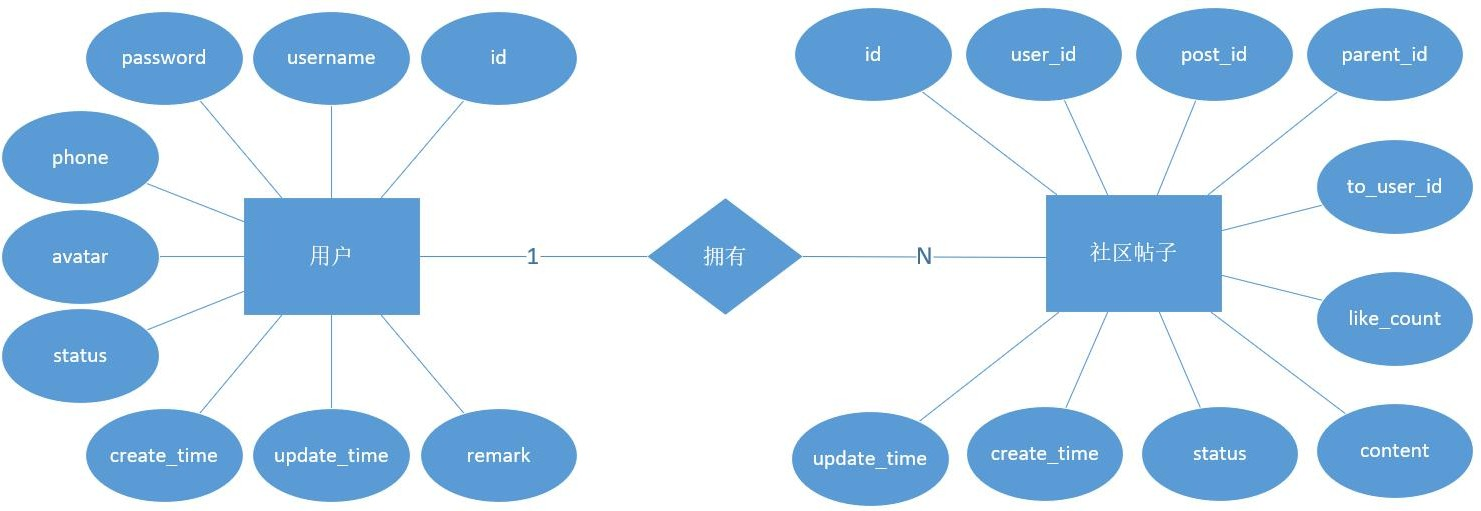 password
username
id
phone
avatar
status
create_time
update_time
remark
用户
1
拥有
N
社区帖子
id
user_id
post_id
parent_id
to_user_id
like_count
content
status
create_time
update_time